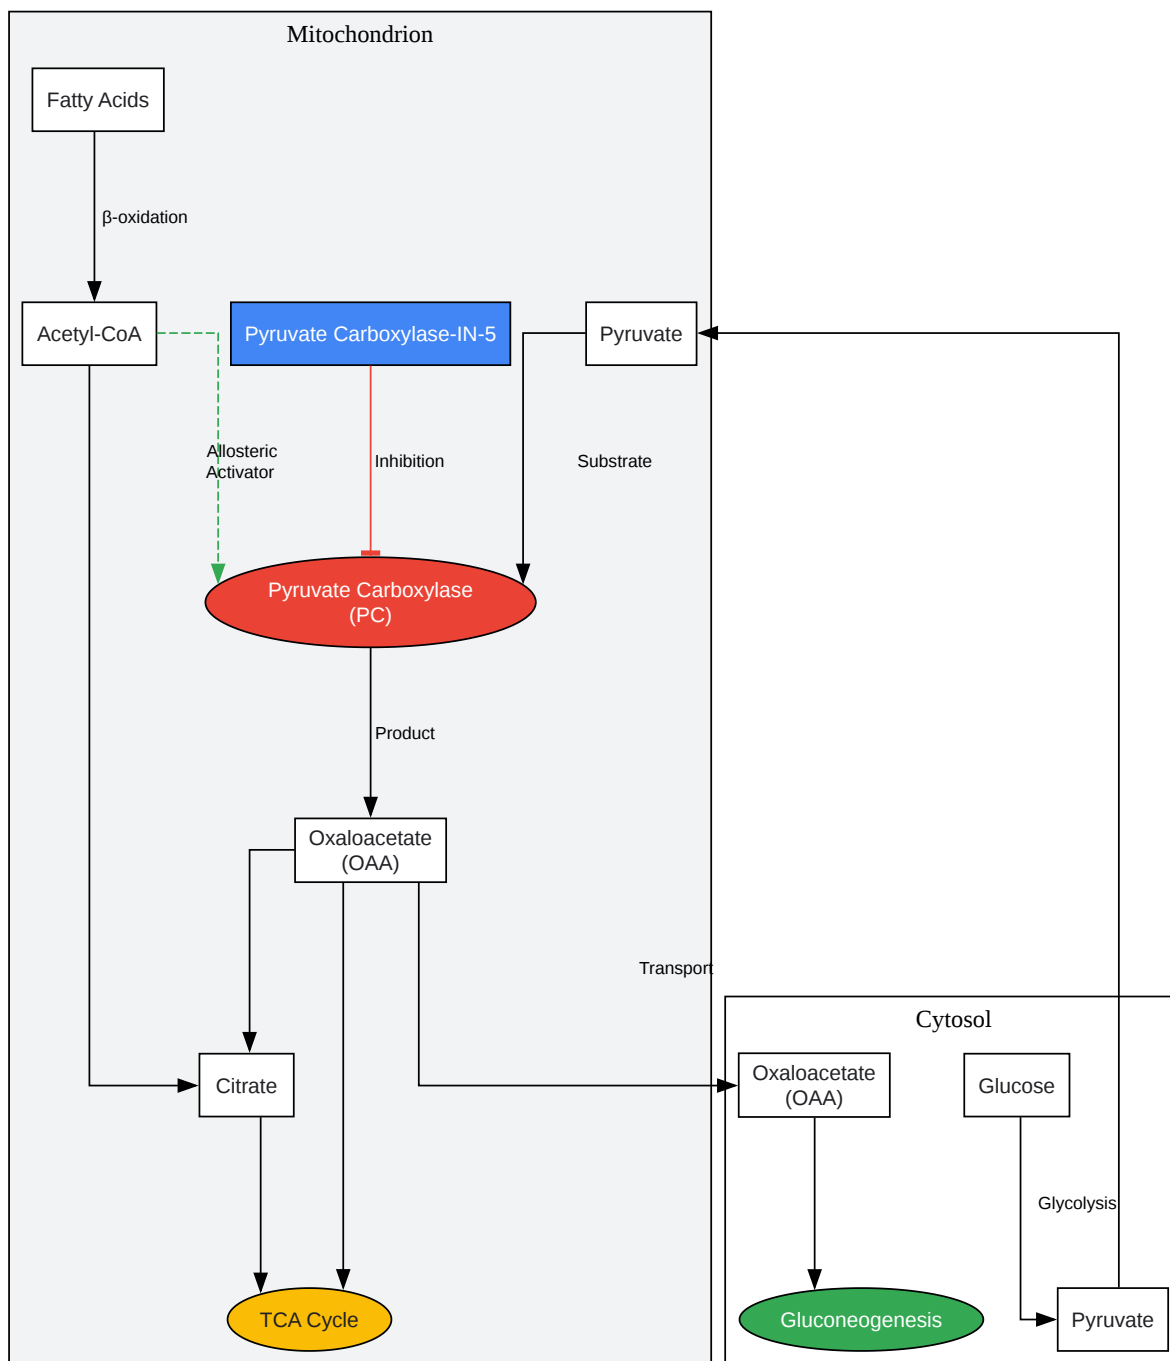 Mitochondrion
Fatty Acids
β-oxidation
Acetyl-CoA
Pyruvate Carboxylase-IN-5
Pyruvate
Allosteric
Activator
Inhibition
Substrate
Pyruvate Carboxylase
(PC)
Product
Oxaloacetate
(OAA)
Transport
Cytosol
Citrate
Oxaloacetate
(OAA)
Glucose
Glycolysis
TCA Cycle
Gluconeogenesis
Pyruvate